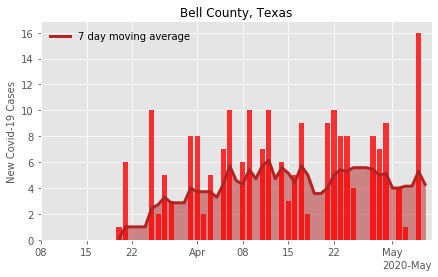 Bell County, Texas
7 day moving average
New Covid-19 Cases
16
14
12
10
8
6
4
2
0
08 15 22 Apr 08 15 22 May
2020-May